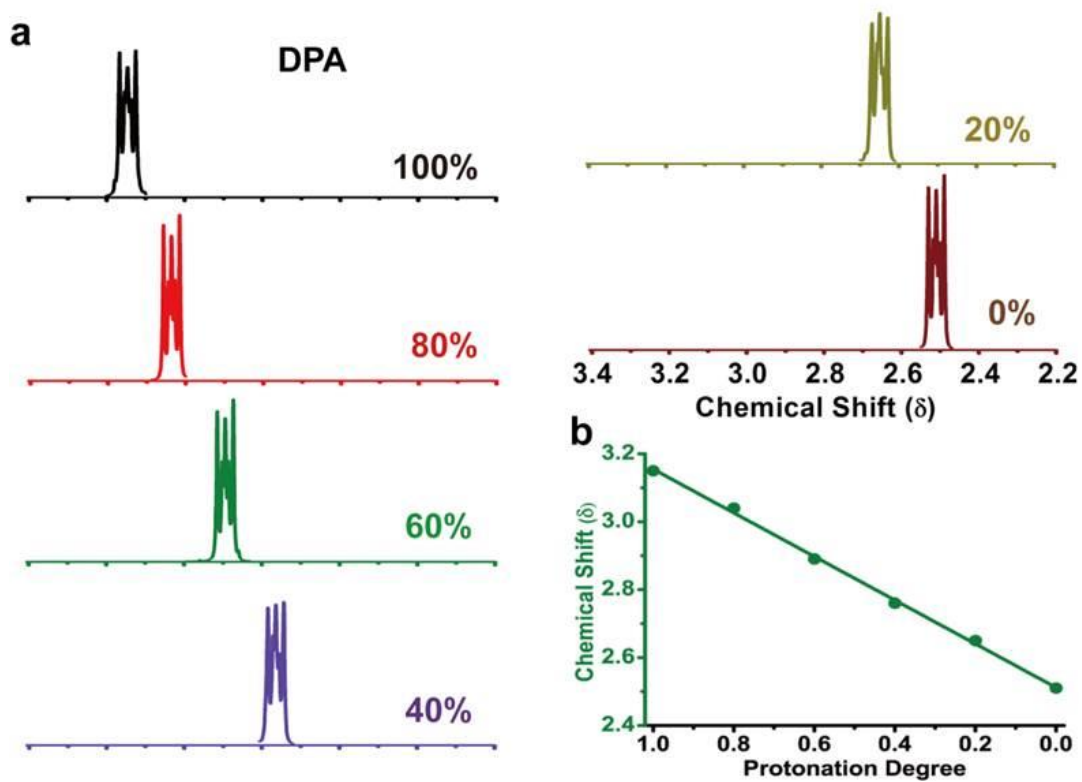 a
DPA
100%
80%
60%
40%
20%
0%
3.4 3.2 3.0 2.8 2.6 2.4 2.2
Chemical Shift (δ)
b
3.2
3.0
2.8
2.6
2.4
Chemical Shift (δ)
1.0 0.8 0.6 0.4 0.2 0.0
Protonation Degree